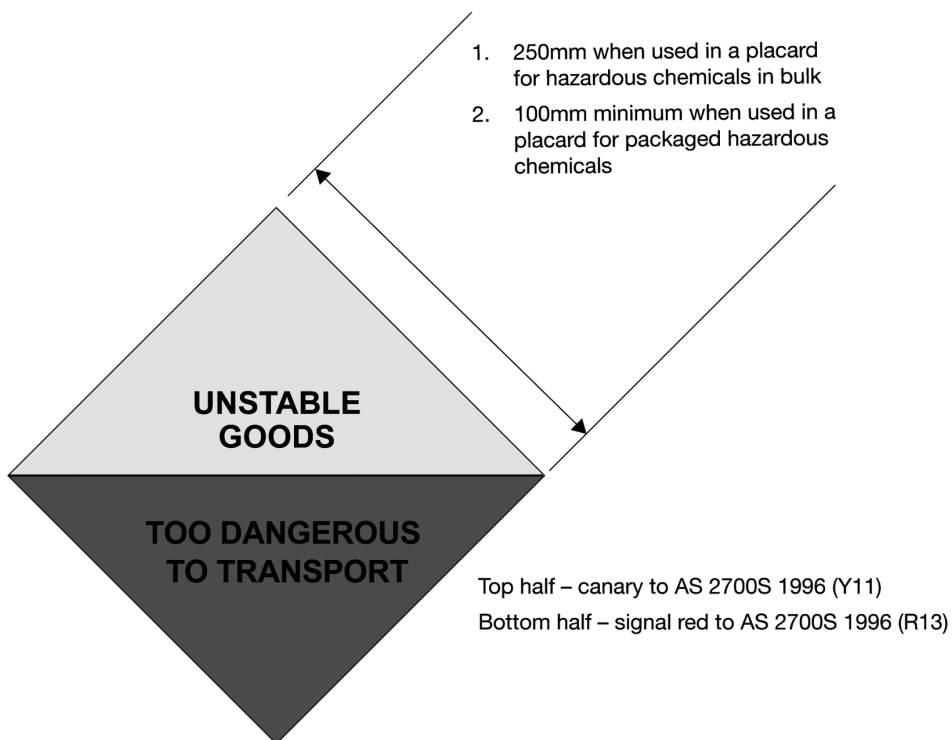 1. 250mm when used in a placard
for hazardous chemicals in bulk
2. 100mm minimum when used in a
placard for packaged hazardous
chemicals
UNSTABLE
GOODS
TOO DANGEROUS
TO TRANSPORT
Top half – canary to AS 2700S 1996 (Y11)
Bottom half – signal red to AS 2700S 1996 (R13)